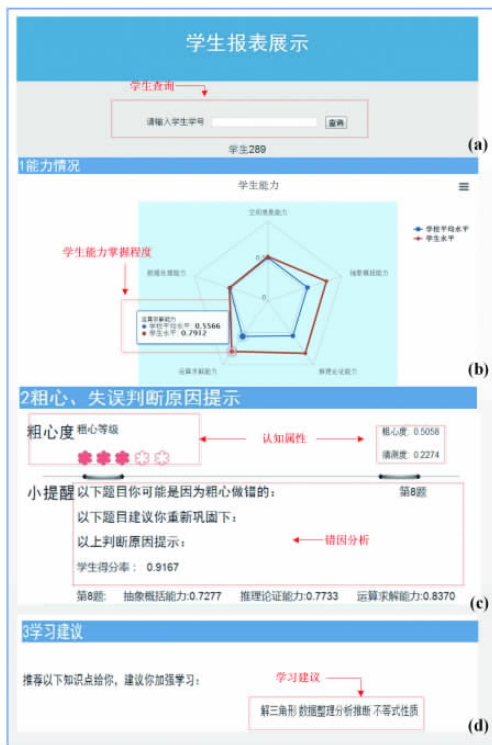 学生报表展示
学生查询
请输入学生学号
查询
(a)
学生289
1能力情况
学生能力
空间想象能力
学校平均水平
学生水平
学生能力掌握程度
数据处理能力
抽象概括能力
0.5
0
运算求解能力
学校平均水平: 0.5566
学生水平: 0.7912
运算求解能力
推理论证能力
(b)
2粗心、失误判断原因提示
粗心度 粗心等级
认知属性
粗心度: 0.5058
猜测度: 0.2274
小提醒 以下题目你可能是因为粗心做错的: 第8题
以下题目建议你重新巩固下:
以上判断原因提示:
错因分析
学生得分率: 0.9167
第8题: 抽象概括能力:0.7277 推理论证能力:0.7733 运算求解能力:0.8370
(c)
3学习建议
推荐以下知识点给你，建议你加强学习:
学习建议
解三角形 数据整理分析推断 不等式性质
(d)